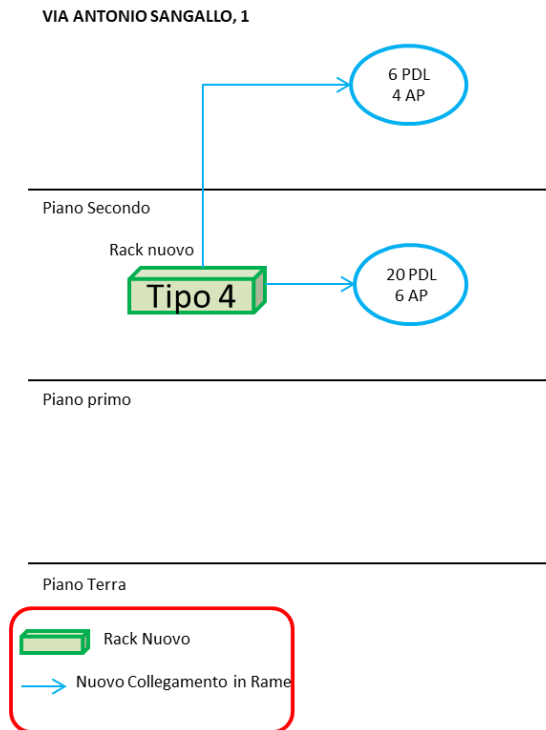 VIA ANTONIO SANGALLO, 1
6 PDL
4 AP
Piano Secondo
Rack nuovo
Tipo 4
20 PDL
6 AP
Piano primo
Piano Terra
Rack Nuovo
Nuovo Collegamento in Rame